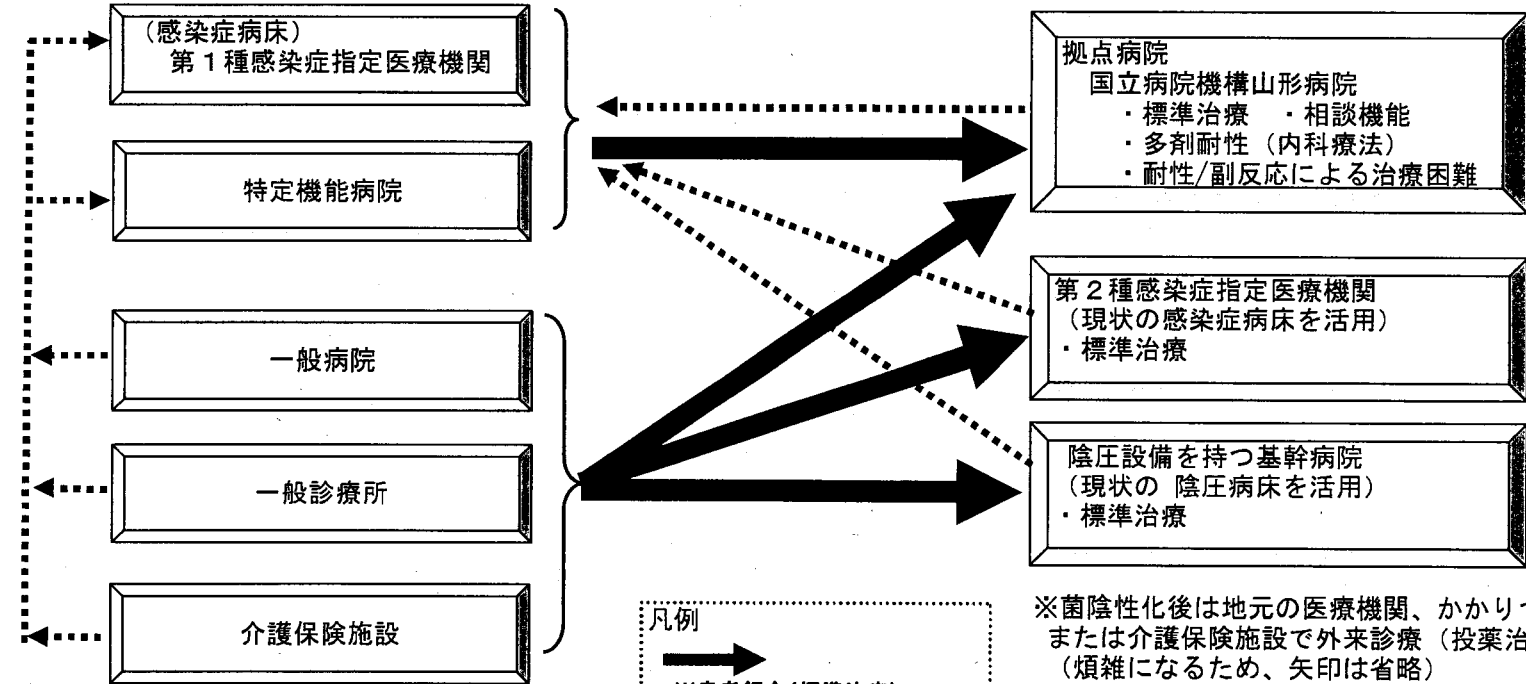 （感染症病床）
第１種感染症指定医療機関
特定機能病院
一般病院
一般診療所
介護保険施設
拠点病院
国立病院機構山形病院
・標準治療　・相談機能
・多剤耐性（内科療法）
・耐性/副反応による治療困難
第２種感染症指定医療機関
（現状の感染症病床を活用）
・標準治療
陰圧設備を持つ基幹病院
（現状の 陰圧病床を活用）
・標準治療
※菌陰性化後は地元の医療機関、かかりつ
または介護保険施設で外来診療（投薬治
（煩雑になるため、矢印は省略）
凡例